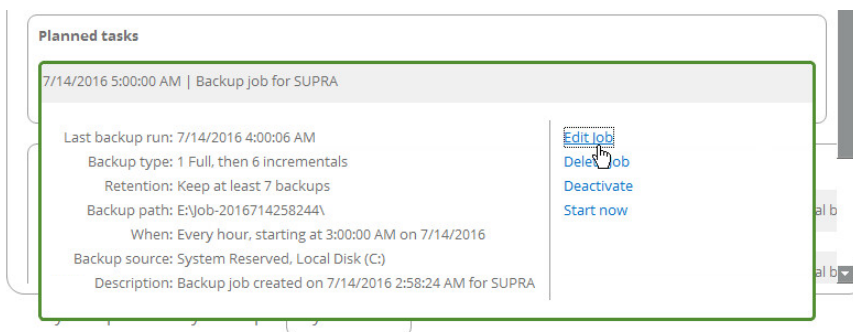 Planned tasks
7/14/2016 5:00:00 AM | Backup job for SUPRA
Last backup run: 7/14/2016 4:00:06 AM
Backup type: 1 Full, then 6 incrementals
Retention: Keep at least 7 backups
Backup path: E:\Job-2016714258244\
When: Every hour, starting at 3:00:00 AM on 7/14/2016
Backup source: System Reserved, Local Disk (C:)
Description: Backup job created on 7/14/2016 2:58:24 AM for SUPRA
Edit Job
Delete Job
Deactivate
Start now
al b
al b